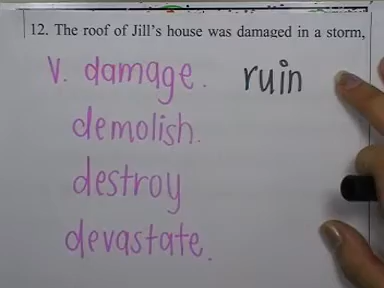 12. The roof of Jill's house was damaged in a storm,
v. damage. ruin
demolish.
destroy
devastate.